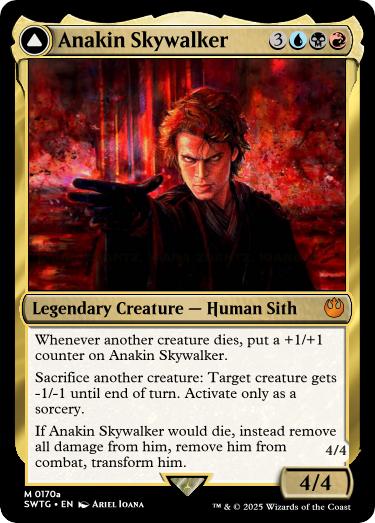 Anakin Skywalker 3
Legendary Creature — Human Sith
Whenever another creature dies, put a +1/+1
counter on Anakin Skywalker.
Sacrifice another creature: Target creature gets
-1/-1 until end of turn. Activate only as a
sorcery.
If Anakin Skywalker would die, instead remove
all damage from him, remove him from
combat, transform him.
4/4
4/4
M 0170a
SWTG • EN Ariel Ioana
™ & © 2025 Wizards of the Coast